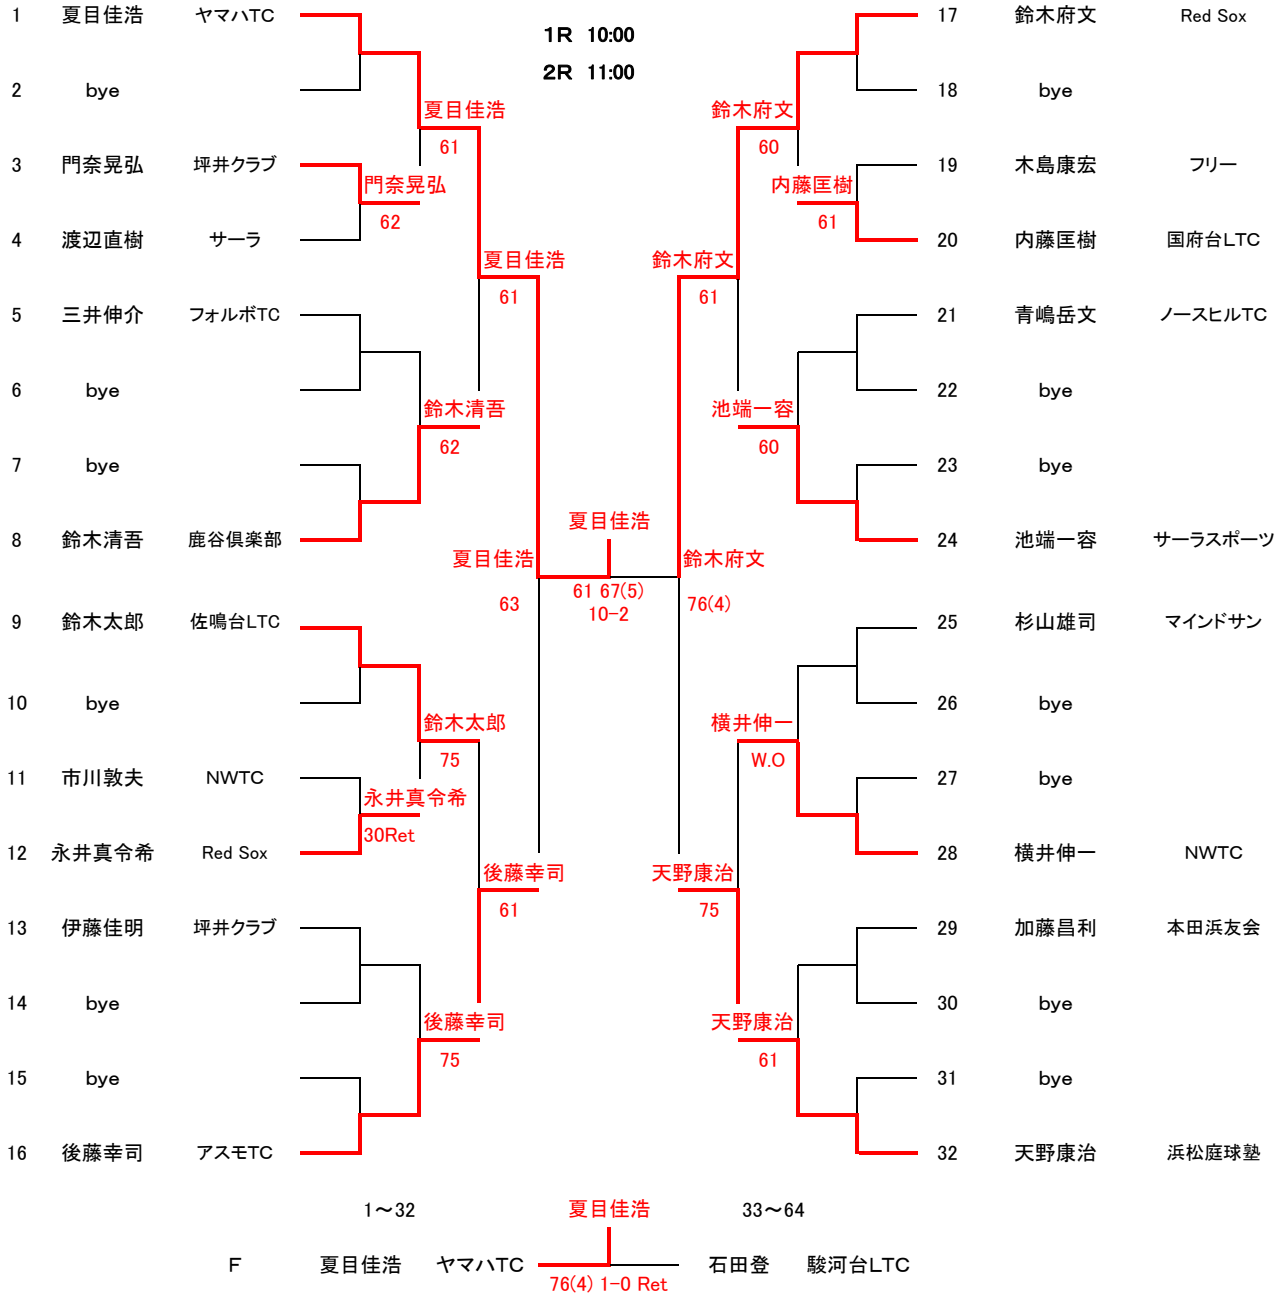 1 夏目佳浩 ヤマハTC 17 鈴木府文 Red Sox
1R 10:00
2R 11:00
2 bye 18 bye
夏目佳浩 鈴木府文
61 60
3 門奈晃弘 坪井クラブ 19 木島康宏 フリー
門奈晃弘 内藤匡樹
62 61
4 渡辺直樹 サーラ 20 内藤匡樹 国府台LTC
夏目佳浩 鈴木府文
61 61
5 三井伸介 フォルボTC 21 青嶋岳文 ノースヒルTC
6 bye 22 bye
鈴木清吾 池端一容
62 60
7 bye 23 bye
夏目佳浩
8 鈴木清吾 鹿谷倶楽部 24 池端一容 サーラスポーツ
夏目佳浩 鈴木府文
61 67(5)
63 76(4)
10-2
9 鈴木太郎 佐鳴台LTC 25 杉山雄司 マインドサン
10 bye 26 bye
鈴木太郎 横井伸一
75 W.O
11 市川敦夫 NWTC 27 bye
永井真令希
30Ret
12 永井真令希 Red Sox 28 横井伸一 NWTC
後藤幸司 天野康治
61 75
13 伊藤佳明 坪井クラブ 29 加藤昌利 本田浜友会
14 bye 30 bye
後藤幸司 天野康治
75 61
15 bye 31 bye
16 後藤幸司 アスモTC 32 天野康治 浜松庭球塾
1～32 夏目佳浩 33～64
F 夏目佳浩 ヤマハTC 石田登 駿河台LTC
76(4) 1-0 Ret